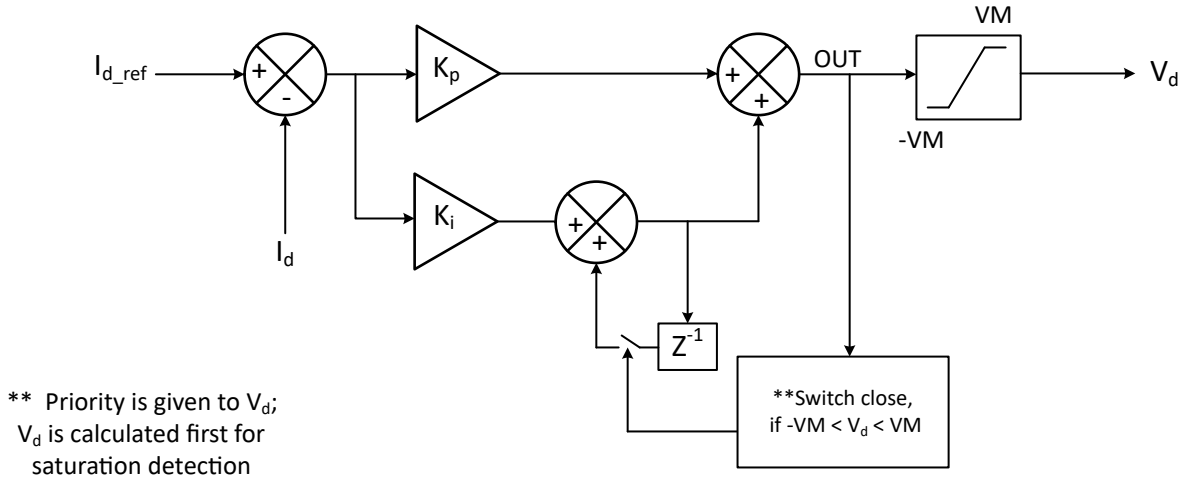 VM
I_d_ref
+
-
K_p
+
+
OUT
V_d
-VM
K_i
+
+
I_d
Z^-1
**Switch close,
if -VM < V_d < VM
** Priority is given to V_d;
V_d is calculated first for
saturation detection